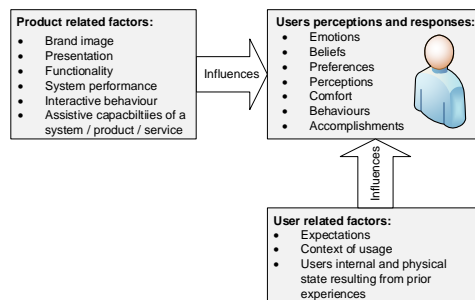 Product related factors:
• Brand image
• Presentation
• Functionality
• System performance
• Interactive behaviour
• Assistive capabiltiies of a
system / product / service
Influences
Users perceptions and responses:
• Emotions
• Beliefs
• Preferences
• Perceptions
• Comfort
• Behaviours
• Accomplishments
Influences
User related factors:
• Expectations
• Context of usage
• Users internal and physical
state resulting from prior
experiences